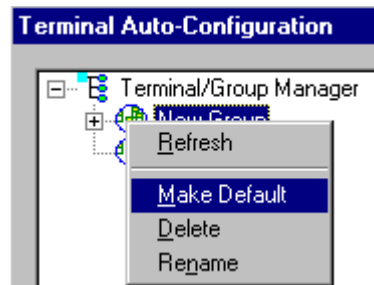 Terminal Auto-Configuration
Terminal/Group Manager
New Group
Refresh
Make Default
Delete
Rename